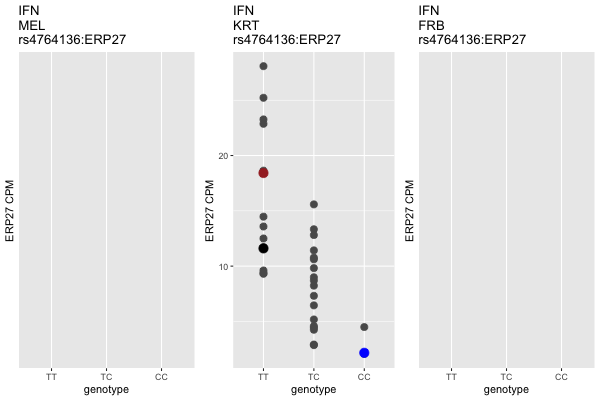 IFN
MEL
rs4764136:ERP27
ERP27 CPM
TT TC CC
genotype
IFN
KRT
rs4764136:ERP27
ERP27 CPM
20
10
TT TC CC
genotype
IFN
FRB
rs4764136:ERP27
ERP27 CPM
TT TC CC
genotype